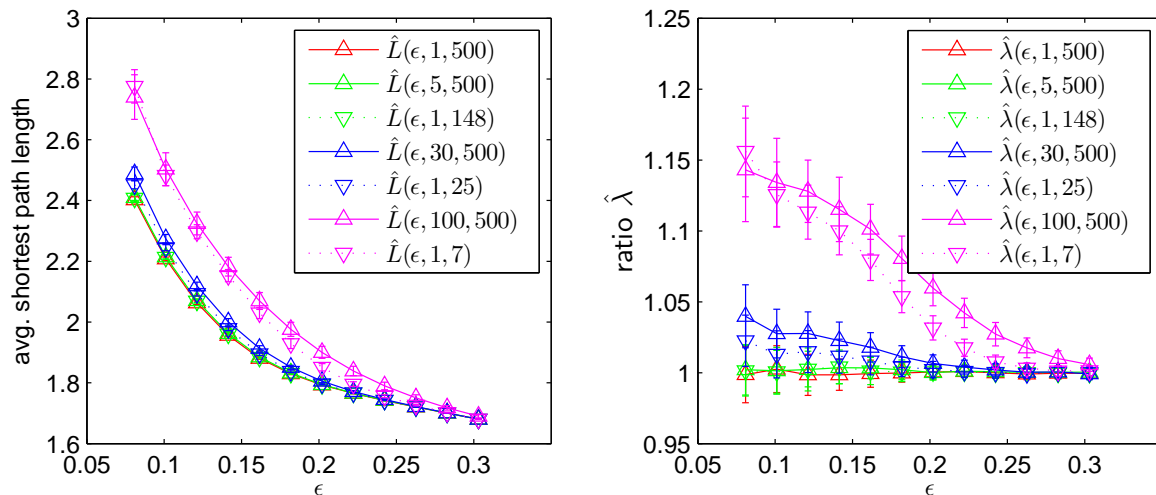 3
2.8
2.6
2.4
2.2
2
1.8
1.6
0.05
0.1
0.15
0.2
0.25
0.3
ϵ
avg. shortest path length
L̂(ϵ, 1, 500)
L̂(ϵ, 5, 500)
L̂(ϵ, 1, 148)
L̂(ϵ, 30, 500)
L̂(ϵ, 1, 25)
L̂(ϵ, 100, 500)
L̂(ϵ, 1, 7)
1.25
1.2
1.15
1.1
1.05
1
0.95
0.05
0.1
0.15
0.2
0.25
0.3
ϵ
ratio λ̂
λ̂(ϵ, 1, 500)
λ̂(ϵ, 5, 500)
λ̂(ϵ, 1, 148)
λ̂(ϵ, 30, 500)
λ̂(ϵ, 1, 25)
λ̂(ϵ, 100, 500)
λ̂(ϵ, 1, 7)